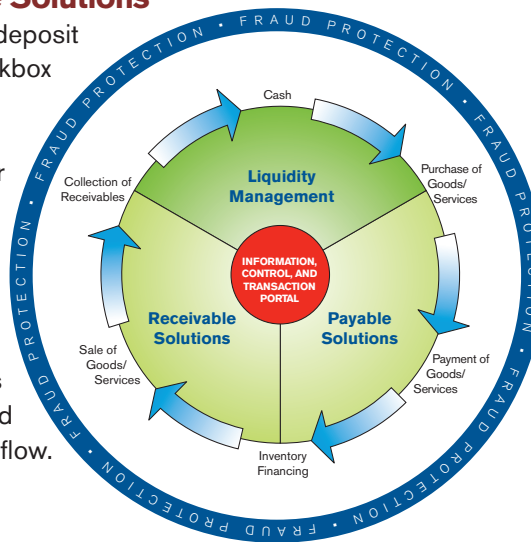 Solutions
deposit
kbox
r
s
d
flow.
FRAUD PROTECTION • FRAUD PROTECTION • FRAUD PROTECTION • FRAUD PROTECTION • FRAUD PROTECTION • FRAUD PROTECTION •
Cash
Purchase of
Goods/
Services
Payment of
Goods/
Services
Inventory
Financing
Sale of
Goods/
Services
Collection of
Receivables
Liquidity
Management
INFORMATION,
CONTROL, AND
TRANSACTION
PORTAL
Receivable
Solutions
Payable
Solutions